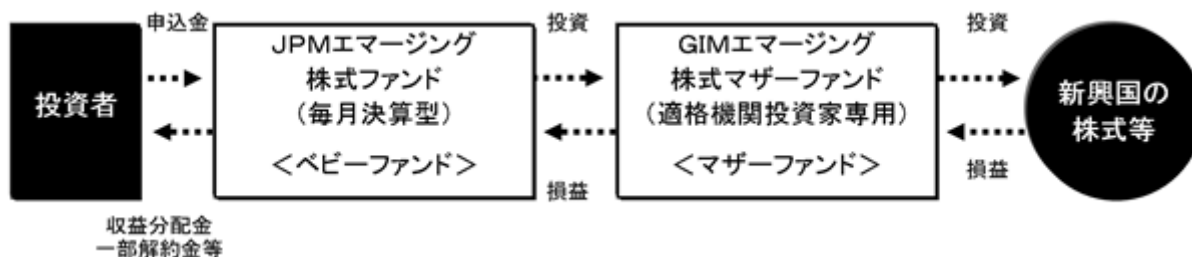 申込金
投資者
収益分配金
一部解約金等
JPMエマージング
株式ファンド
(毎月決算型)
<ベビーファンド>
投資
損益
GIMエマージング
株式マザーファンド
(適格機関投資家専用)
<マザーファンド>
投資
損益
新興国の
株式等